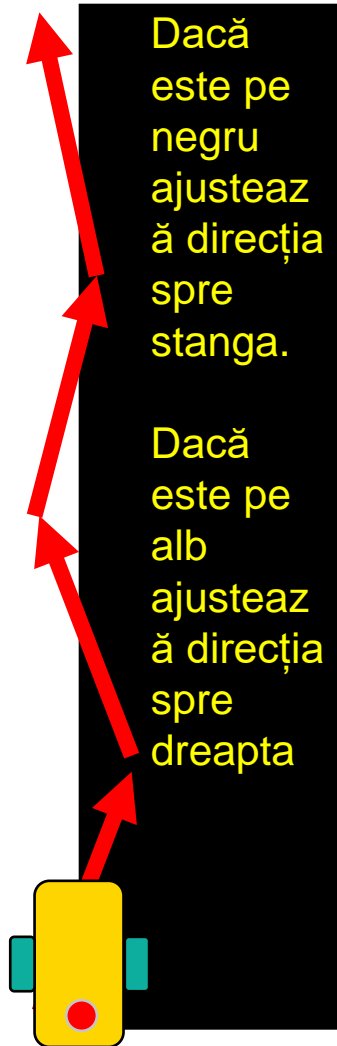 Dacă
este pe
negru
ajusteaz
ă direcția
spre
stanga.
Dacă
este pe
alb
ajusteaz
ă direcția
spre
dreapta